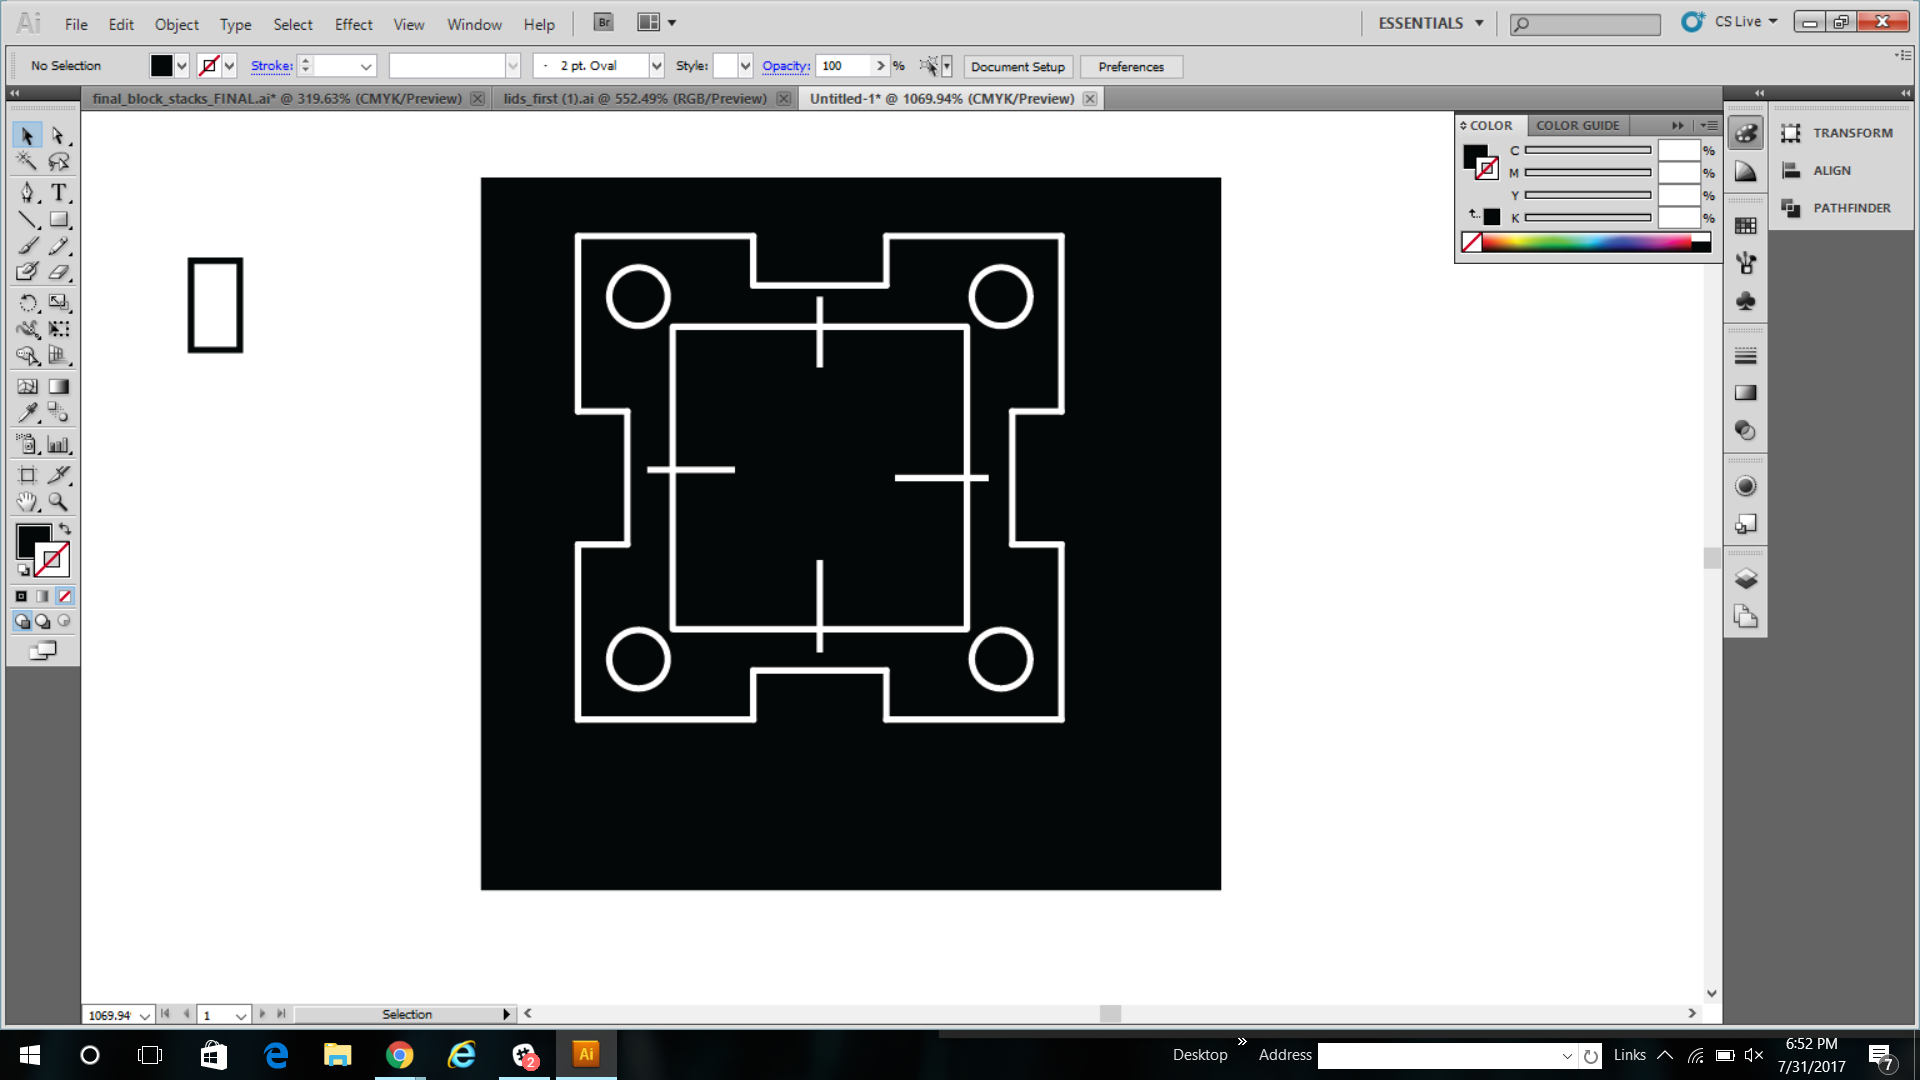 Ai File Edit Object Type Select Effect View Window Help Br ESSENTIALS CS Live
No Selection Stroke: 2 pt. Oval Style: Opacity: 100 % Document Setup Preferences
final_block_stacks_FINAL.ai* @ 319.63% (CMYK/Preview) lids_first (1).ai @ 552.49% (RGB/Preview) Untitled-1* @ 1069.94% (CMYK/Preview)
COLOR COLOR GUIDE
C %
M %
Y %
K %
TRANSFORM
ALIGN
PATHFINDER
T
1069.94 1 Selection
Ai 2 Desktop Address Links 6:52 PM
7/31/2017 7